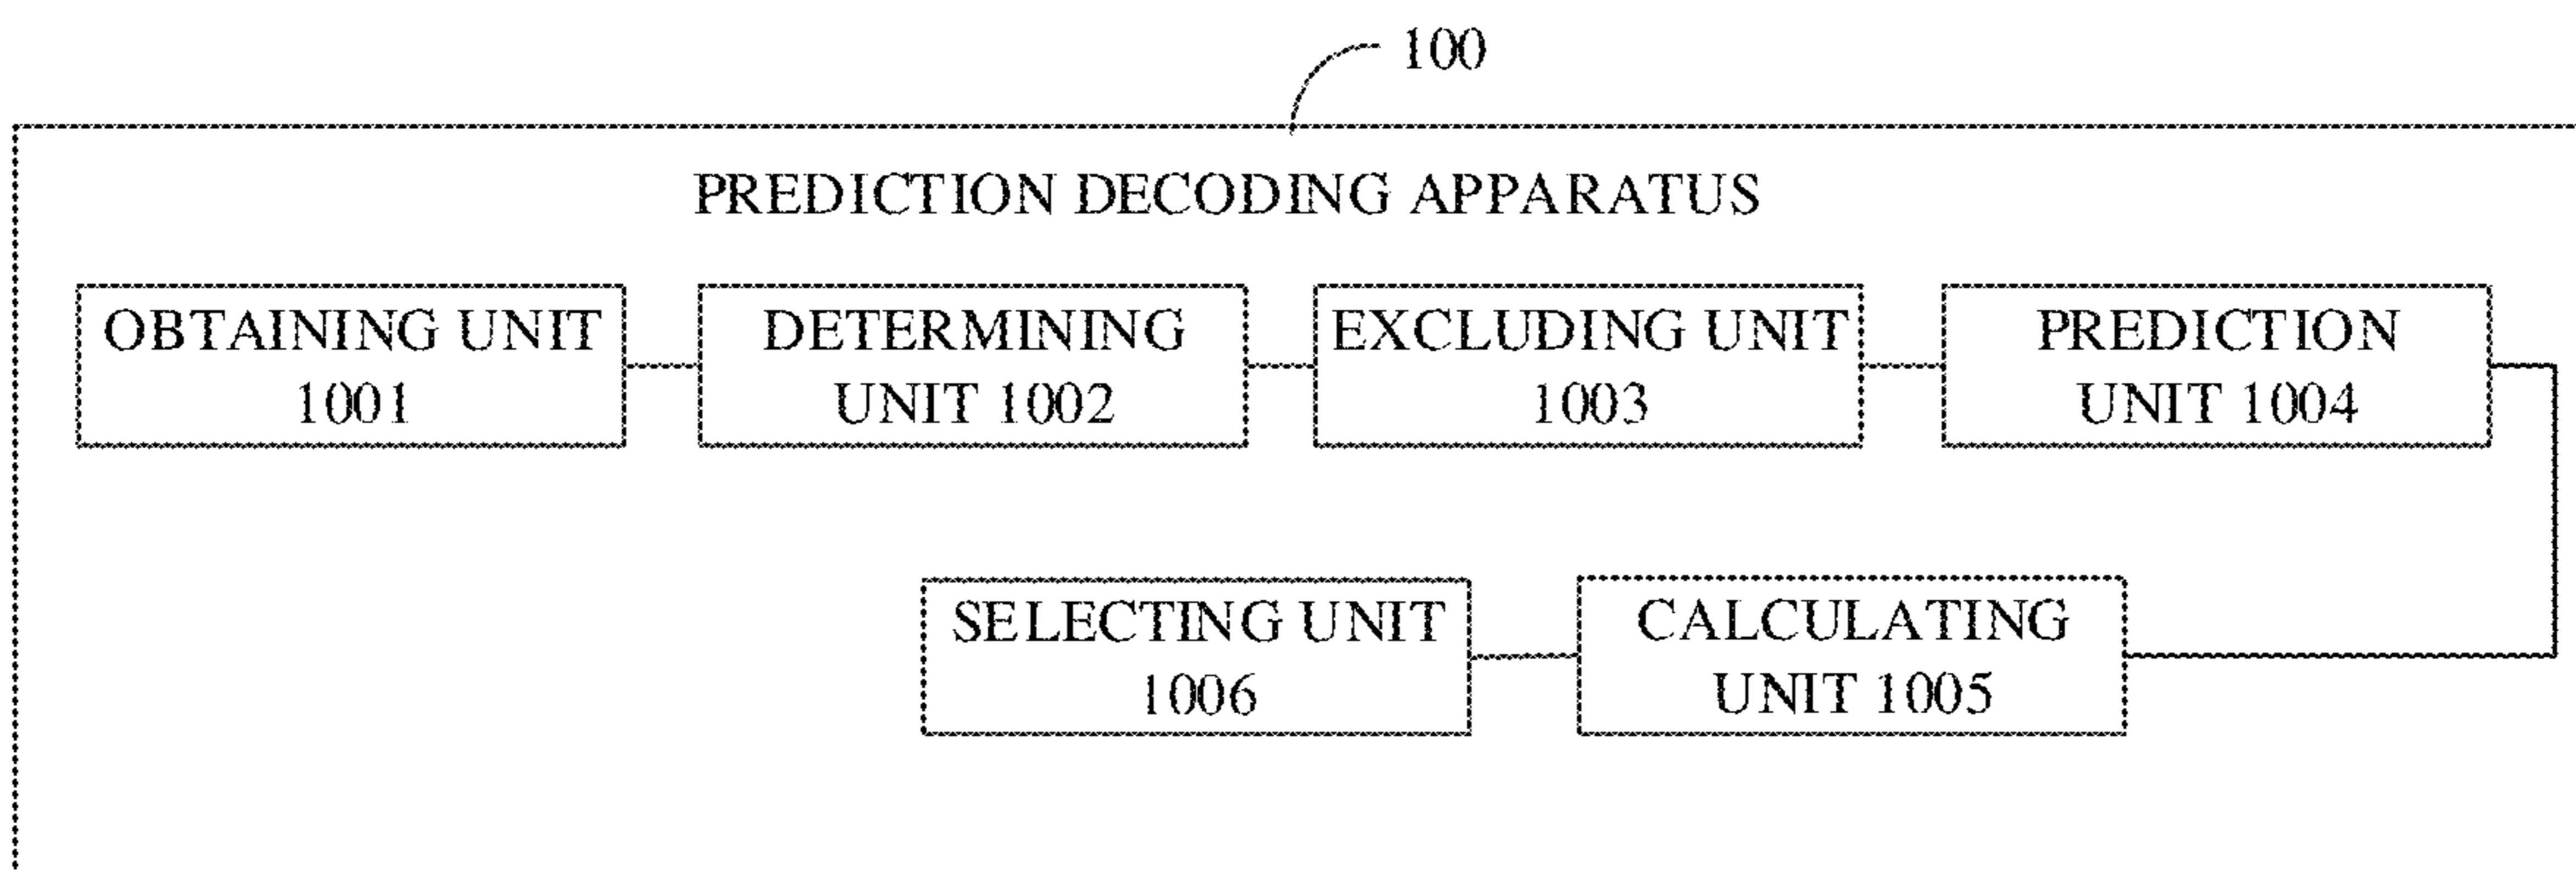 100
PREDICTION DECODING APPARATUS
OBTAINING UNIT
1001
DETERMINING
UNIT 1002
EXCLUDING UNIT
1003
PREDICTION
UNIT 1004
SELECTING UNIT
1006
CALCULATING
UNIT 1005